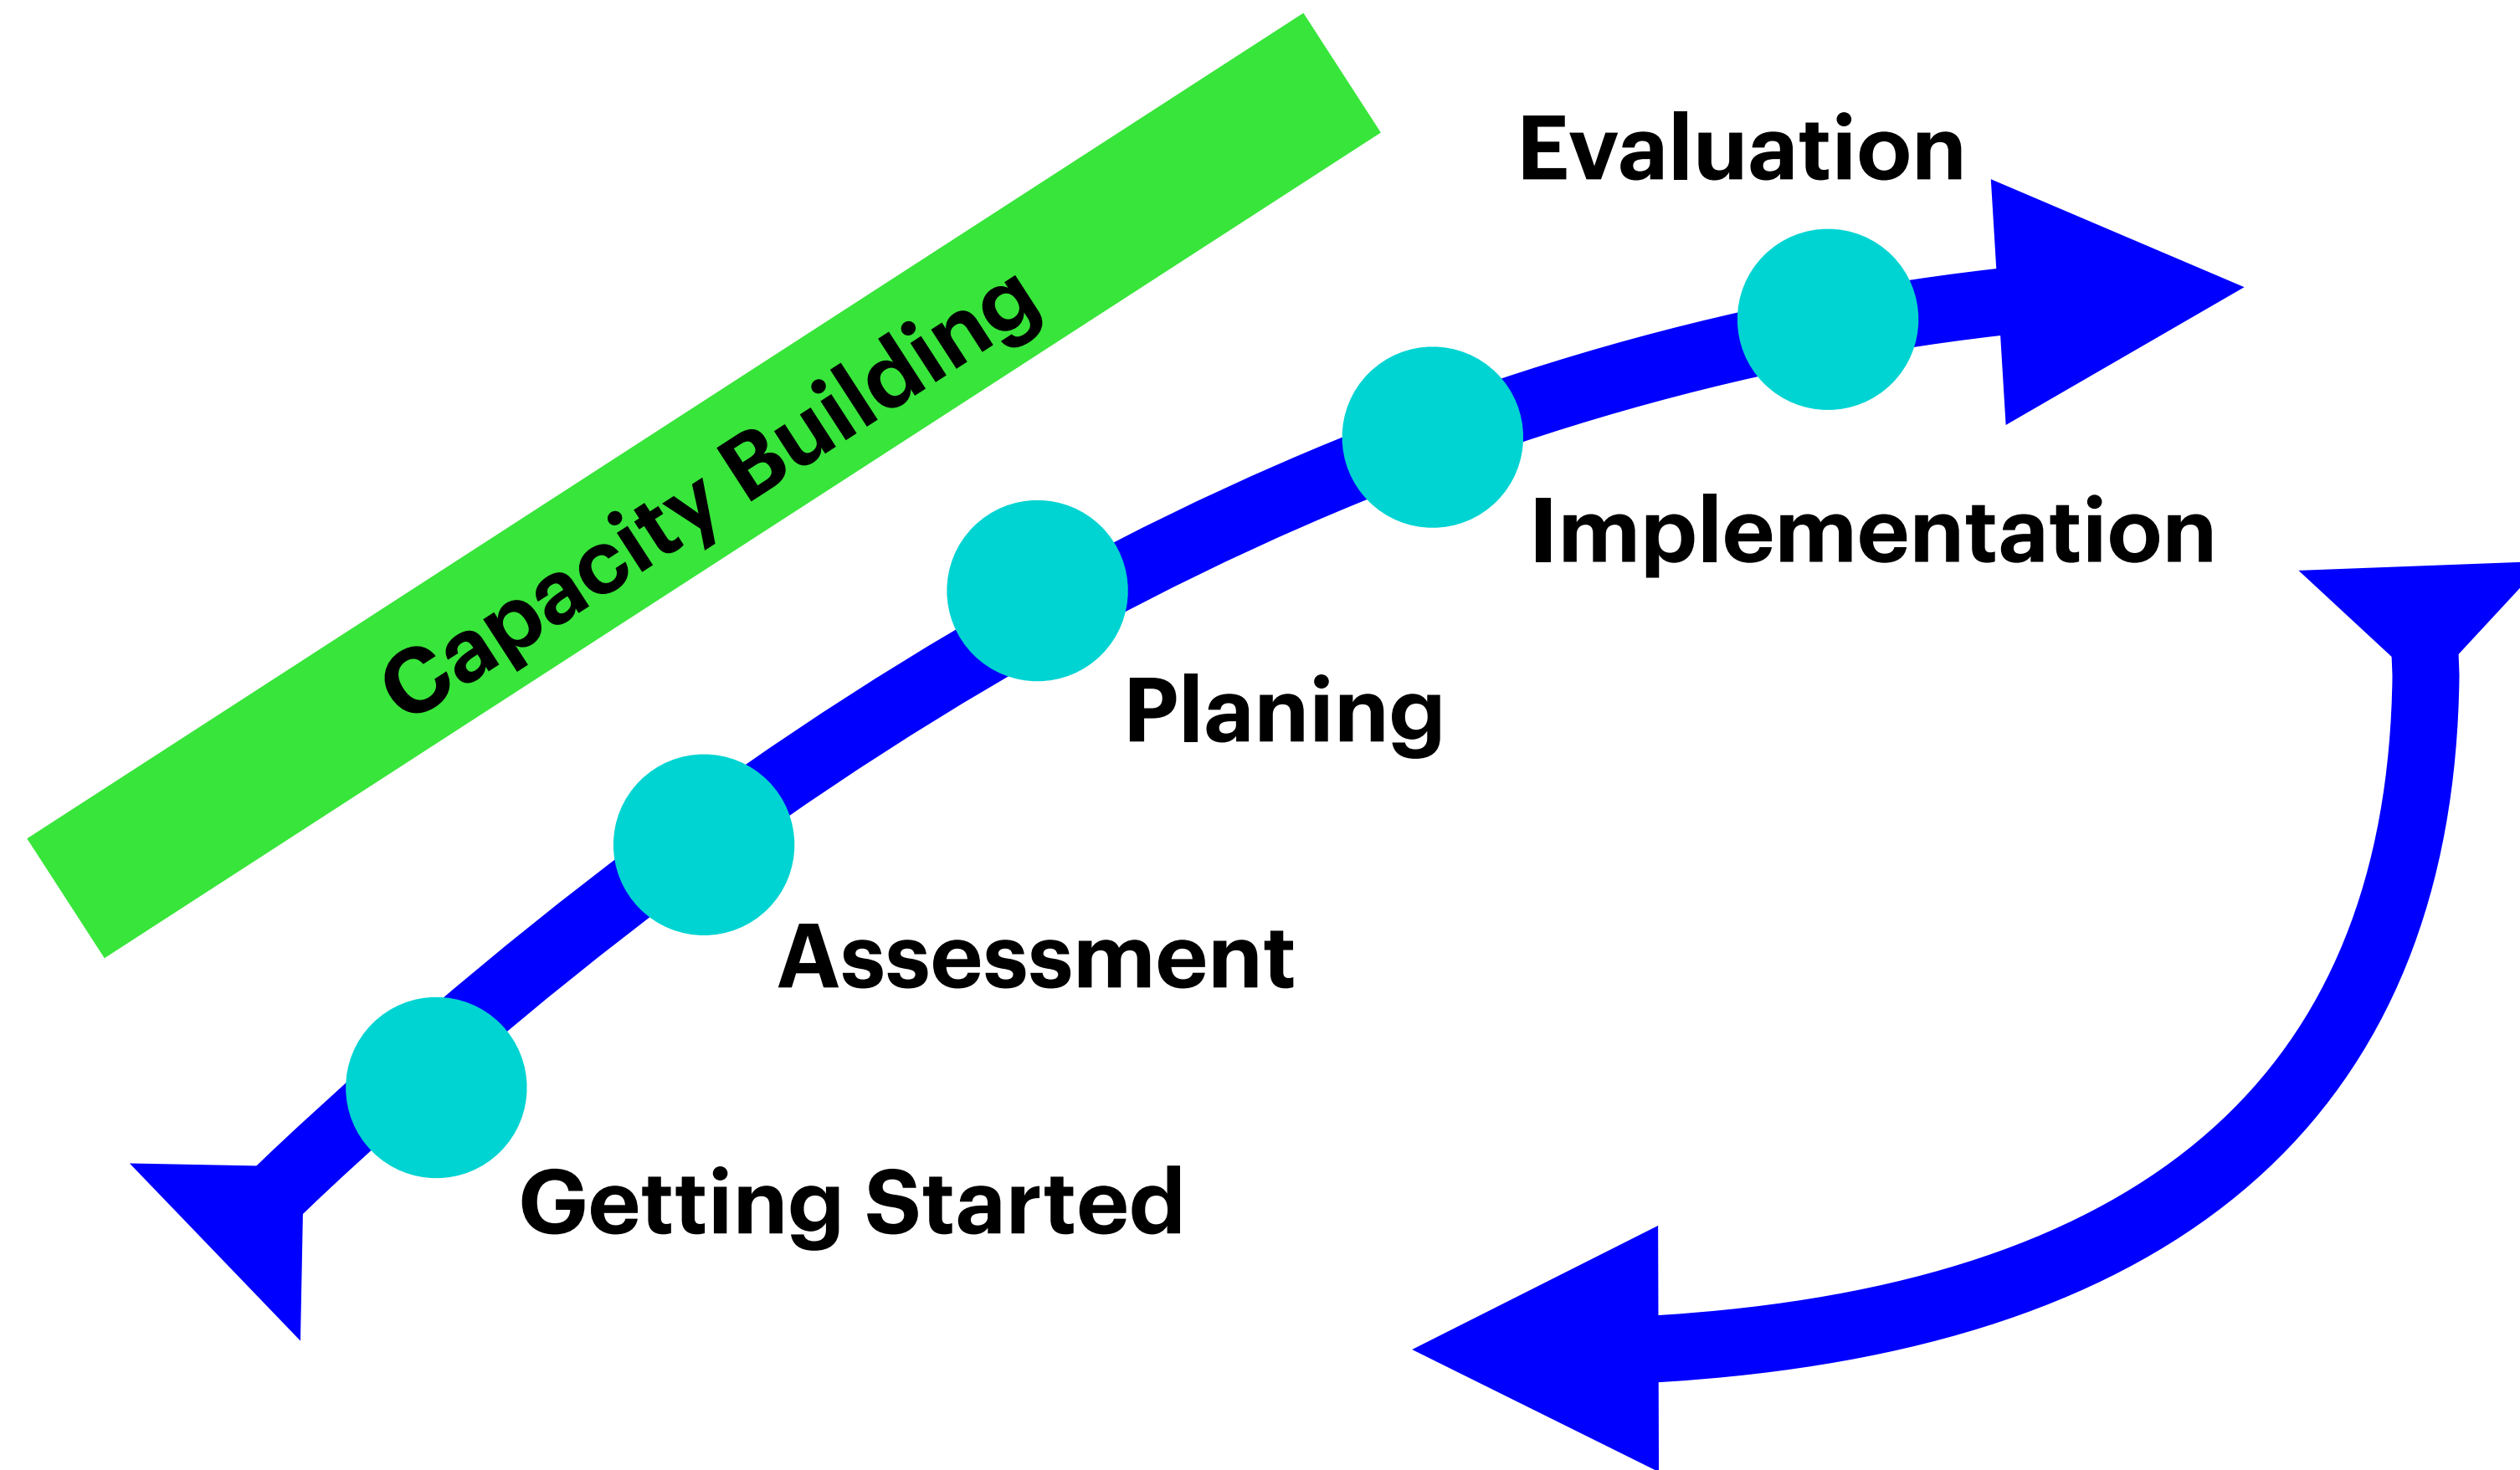 Capacity Building
Evaluation
Implementation
Planing
Assessment
Getting Started